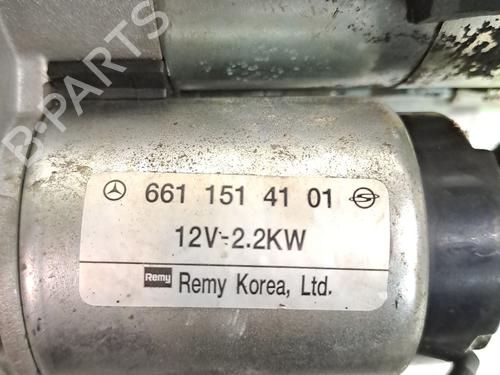 661 151 41 01
12V-2.2KW
Remy Remy Korea, Ltd.
B-PARTS